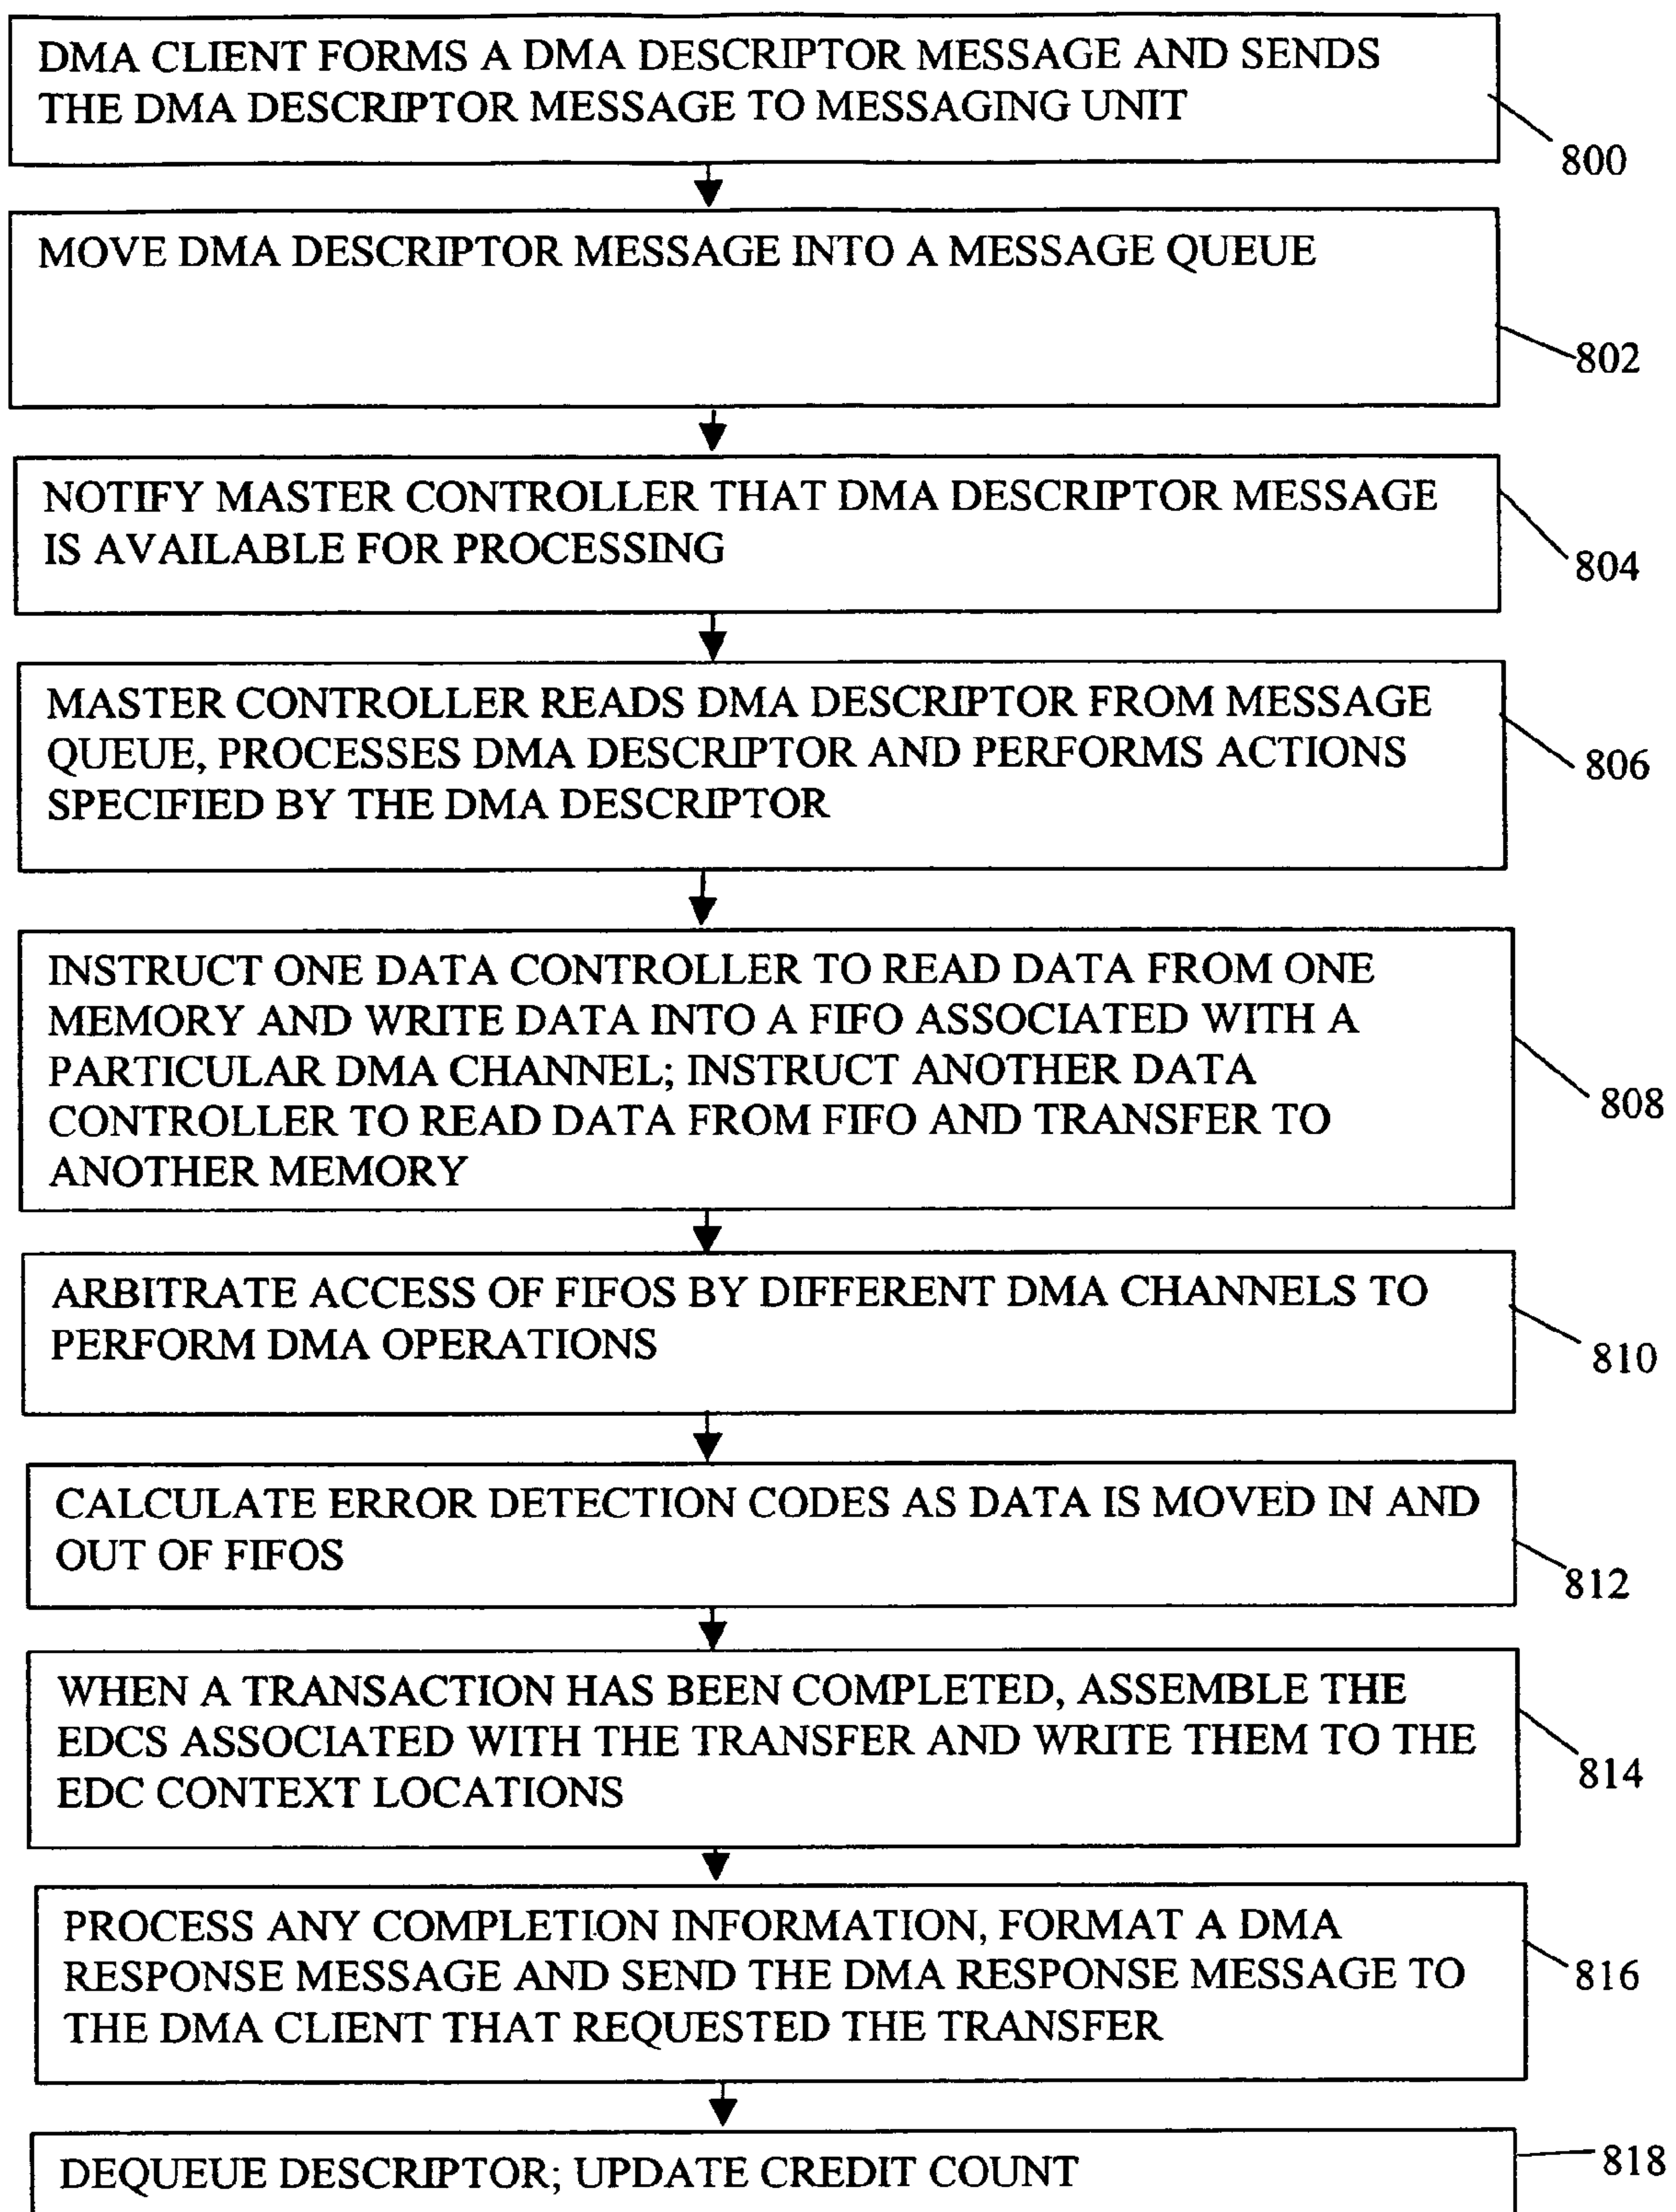 DMA CLIENT FORMS A DMA DESCRIPTOR MESSAGE AND SENDS
THE DMA DESCRIPTOR MESSAGE TO MESSAGING UNIT
800
MOVE DMA DESCRIPTOR MESSAGE INTO A MESSAGE QUEUE
802
NOTIFY MASTER CONTROLLER THAT DMA DESCRIPTOR MESSAGE
IS AVAILABLE FOR PROCESSING
804
MASTER CONTROLLER READS DMA DESCRIPTOR FROM MESSAGE
QUEUE, PROCESSES DMA DESCRIPTOR AND PERFORMS ACTIONS
SPECIFIED BY THE DMA DESCRIPTOR
806
INSTRUCT ONE DATA CONTROLLER TO READ DATA FROM ONE
MEMORY AND WRITE DATA INTO A FIFO ASSOCIATED WITH A
PARTICULAR DMA CHANNEL; INSTRUCT ANOTHER DATA
CONTROLLER TO READ DATA FROM FIFO AND TRANSFER TO
ANOTHER MEMORY
808
ARBITRATE ACCESS OF FIFOS BY DIFFERENT DMA CHANNELS TO
PERFORM DMA OPERATIONS
810
CALCULATE ERROR DETECTION CODES AS DATA IS MOVED IN AND
OUT OF FIFOS
812
WHEN A TRANSACTION HAS BEEN COMPLETED, ASSEMBLE THE
EDCS ASSOCIATED WITH THE TRANSFER AND WRITE THEM TO THE
EDC CONTEXT LOCATIONS
814
PROCESS ANY COMPLETION INFORMATION, FORMAT A DMA
RESPONSE MESSAGE AND SEND THE DMA RESPONSE MESSAGE TO
THE DMA CLIENT THAT REQUESTED THE TRANSFER
816
DEQUEUE DESCRIPTOR; UPDATE CREDIT COUNT
818